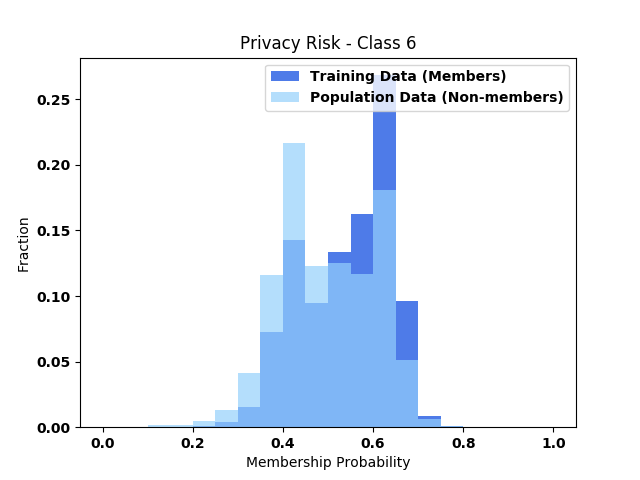 Privacy Risk - Class 6
Training Data (Members)
Population Data (Non-members)
0.25
0.20
0.15
0.10
0.05
0.00
Fraction
0.0 0.2 0.4 0.6 0.8 1.0
Membership Probability